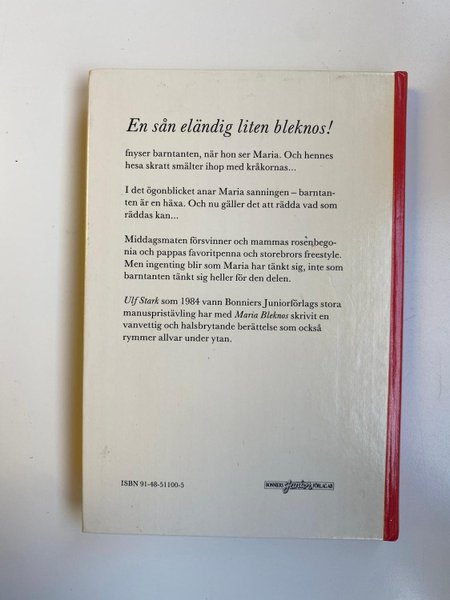 En sån eländig liten bleknos!
fnyser barntanten, när hon ser Maria. Och hennes
hesa skratt smälter ihop med kråkornas...
I det ögonblicket anar Maria sanningen – barntan-
ten är en häxa. Och nu gäller det att rädda vad som
räddas kan...
Middagsmaten försvinner och mammas rosenbego-
nia och pappas favoritpenna och storebrors freestyle.
Men ingenting blir som Maria har tänkt sig, inte som
barntanten tänkt sig heller för den delen.
Ulf Stark som 1984 vann Bonniers Juniorförlags stora
manuspristävling har med Maria Bleknos skrivit en
vanvettig och halsbrytande berättelse som också
rymmer allvar under ytan.
ISBN 91-48-51100-5
BONNIERS Junior FÖRLAG AB